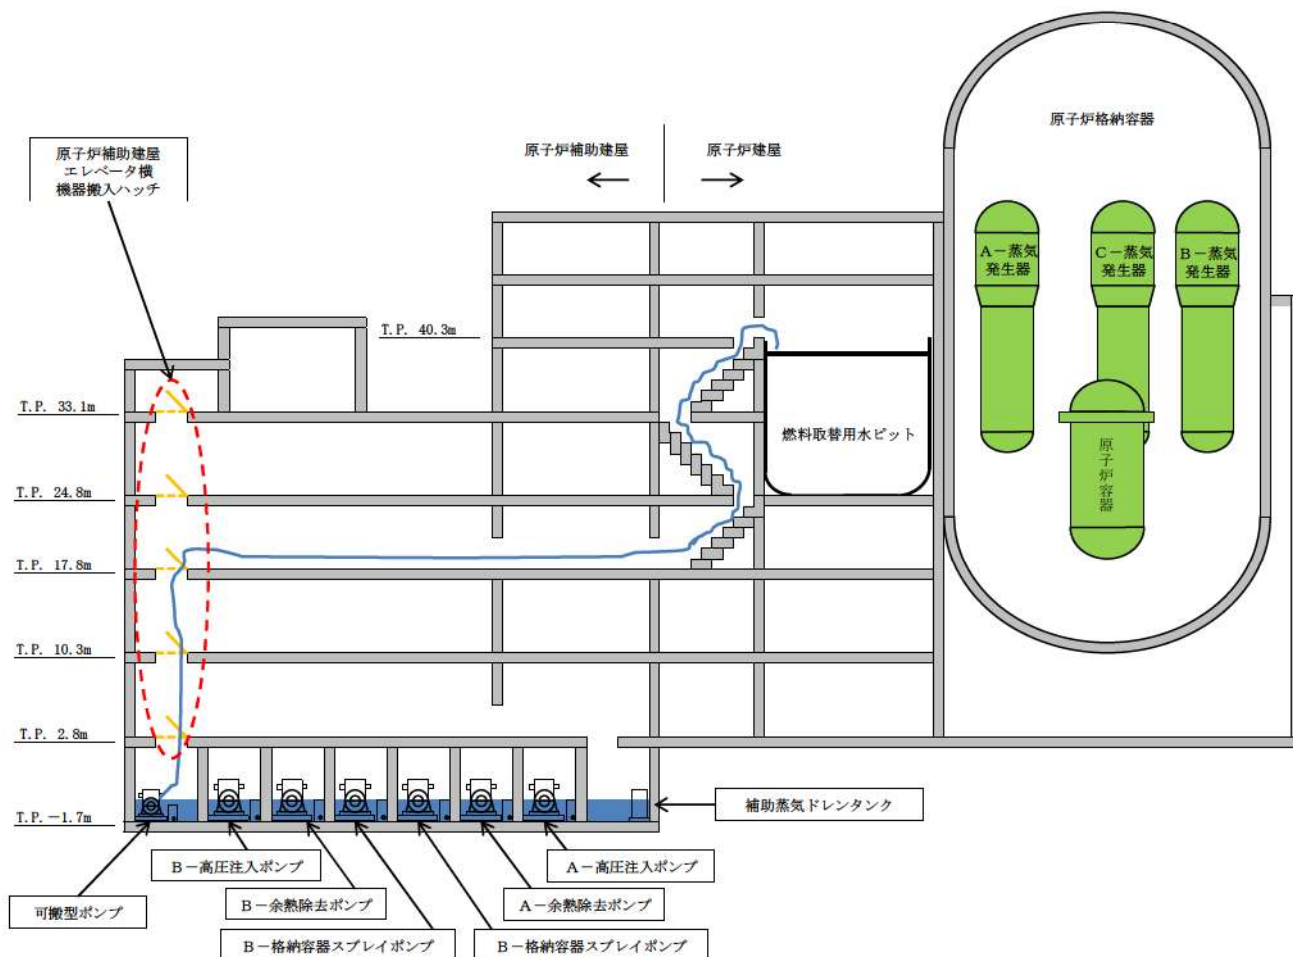 原子炉格納容器
原子炉補助建屋
エレベータ横
機器搬入ハッチ
原子炉補助建屋
原子炉建屋
A－蒸気
発生器
C－蒸気
発生器
B－蒸気
発生器
T.P. 40.3m
T.P. 33.1m
燃料取替用水ピット
原子炉容器
T.P. 24.8m
T.P. 17.8m
T.P. 10.3m
T.P. 2.8m
補助蒸気ドレンタンク
T.P. －1.7m
B－高圧注入ポンプ
A－高圧注入ポンプ
可搬型ポンプ
B－余熱除去ポンプ
A－余熱除去ポンプ
B－格納容器スプレイポンプ
B－格納容器スプレイポンプ